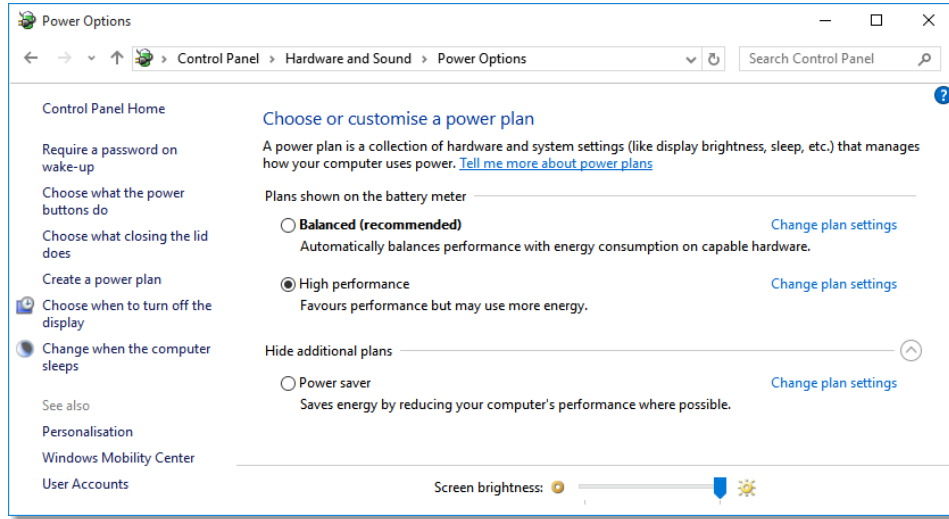 Power Options
Control Panel > Hardware and Sound > Power Options
Search Control Panel
Control Panel Home
Require a password on
wake-up
Choose what the power
buttons do
Choose what closing the lid
does
Create a power plan
Choose when to turn off the
display
Change when the computer
sleeps
See also
Personalisation
Windows Mobility Center
User Accounts
?
Choose or customise a power plan
A power plan is a collection of hardware and system settings (like display brightness, sleep, etc.) that manages
how your computer uses power. Tell me more about power plans
Plans shown on the battery meter
Balanced (recommended) Change plan settings
Automatically balances performance with energy consumption on capable hardware.
High performance Change plan settings
Favours performance but may use more energy.
Hide additional plans
Power saver Change plan settings
Saves energy by reducing your computer's performance where possible.
Screen brightness: